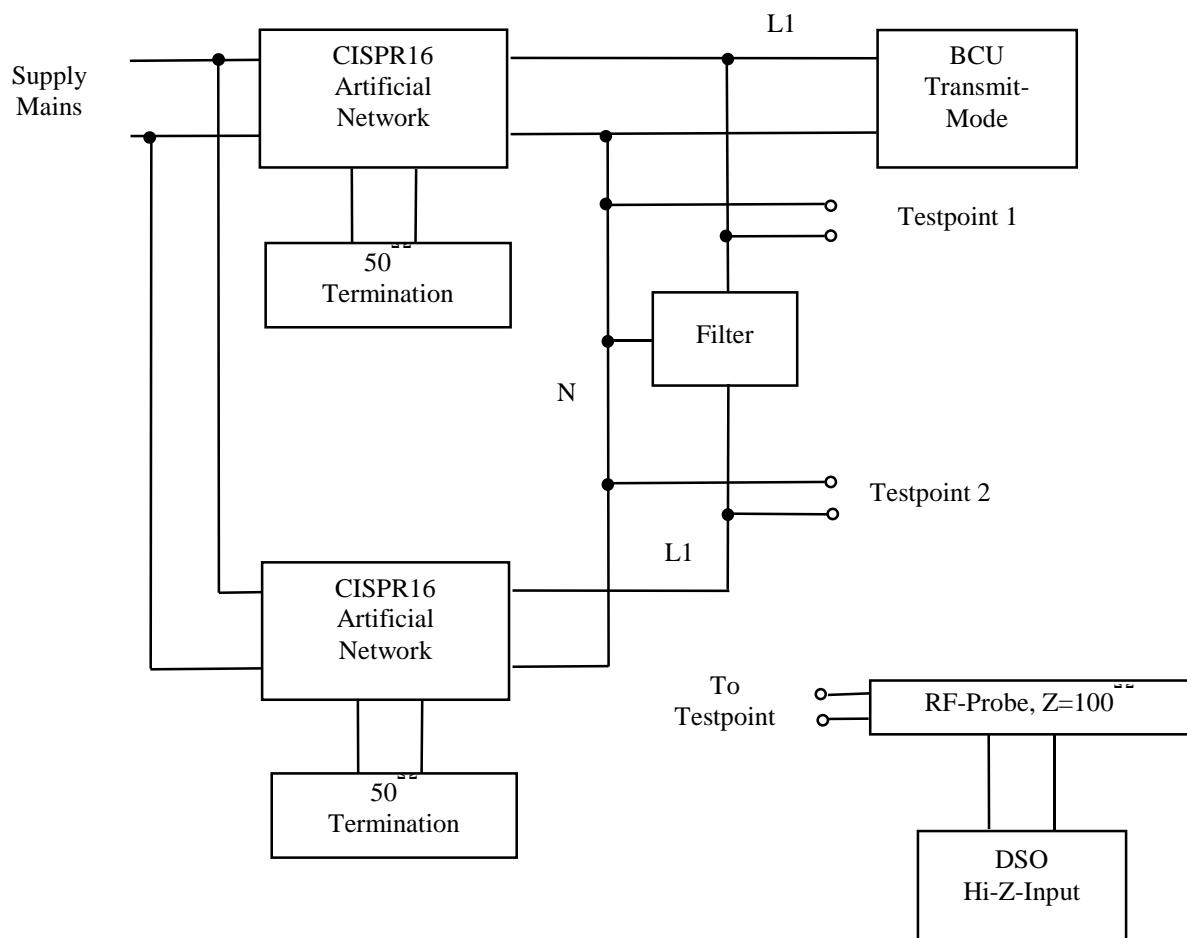 L1
Supply
Mains
CISPR16
Artificial
Network
BCU
Transmit-
Mode
50 Ω
Termination
Testpoint 1
Filter
N
Testpoint 2
L1
CISPR16
Artificial
Network
To
Testpoint
RF-Probe, Z=100 Ω
50 Ω
Termination
DSO
Hi-Z-Input